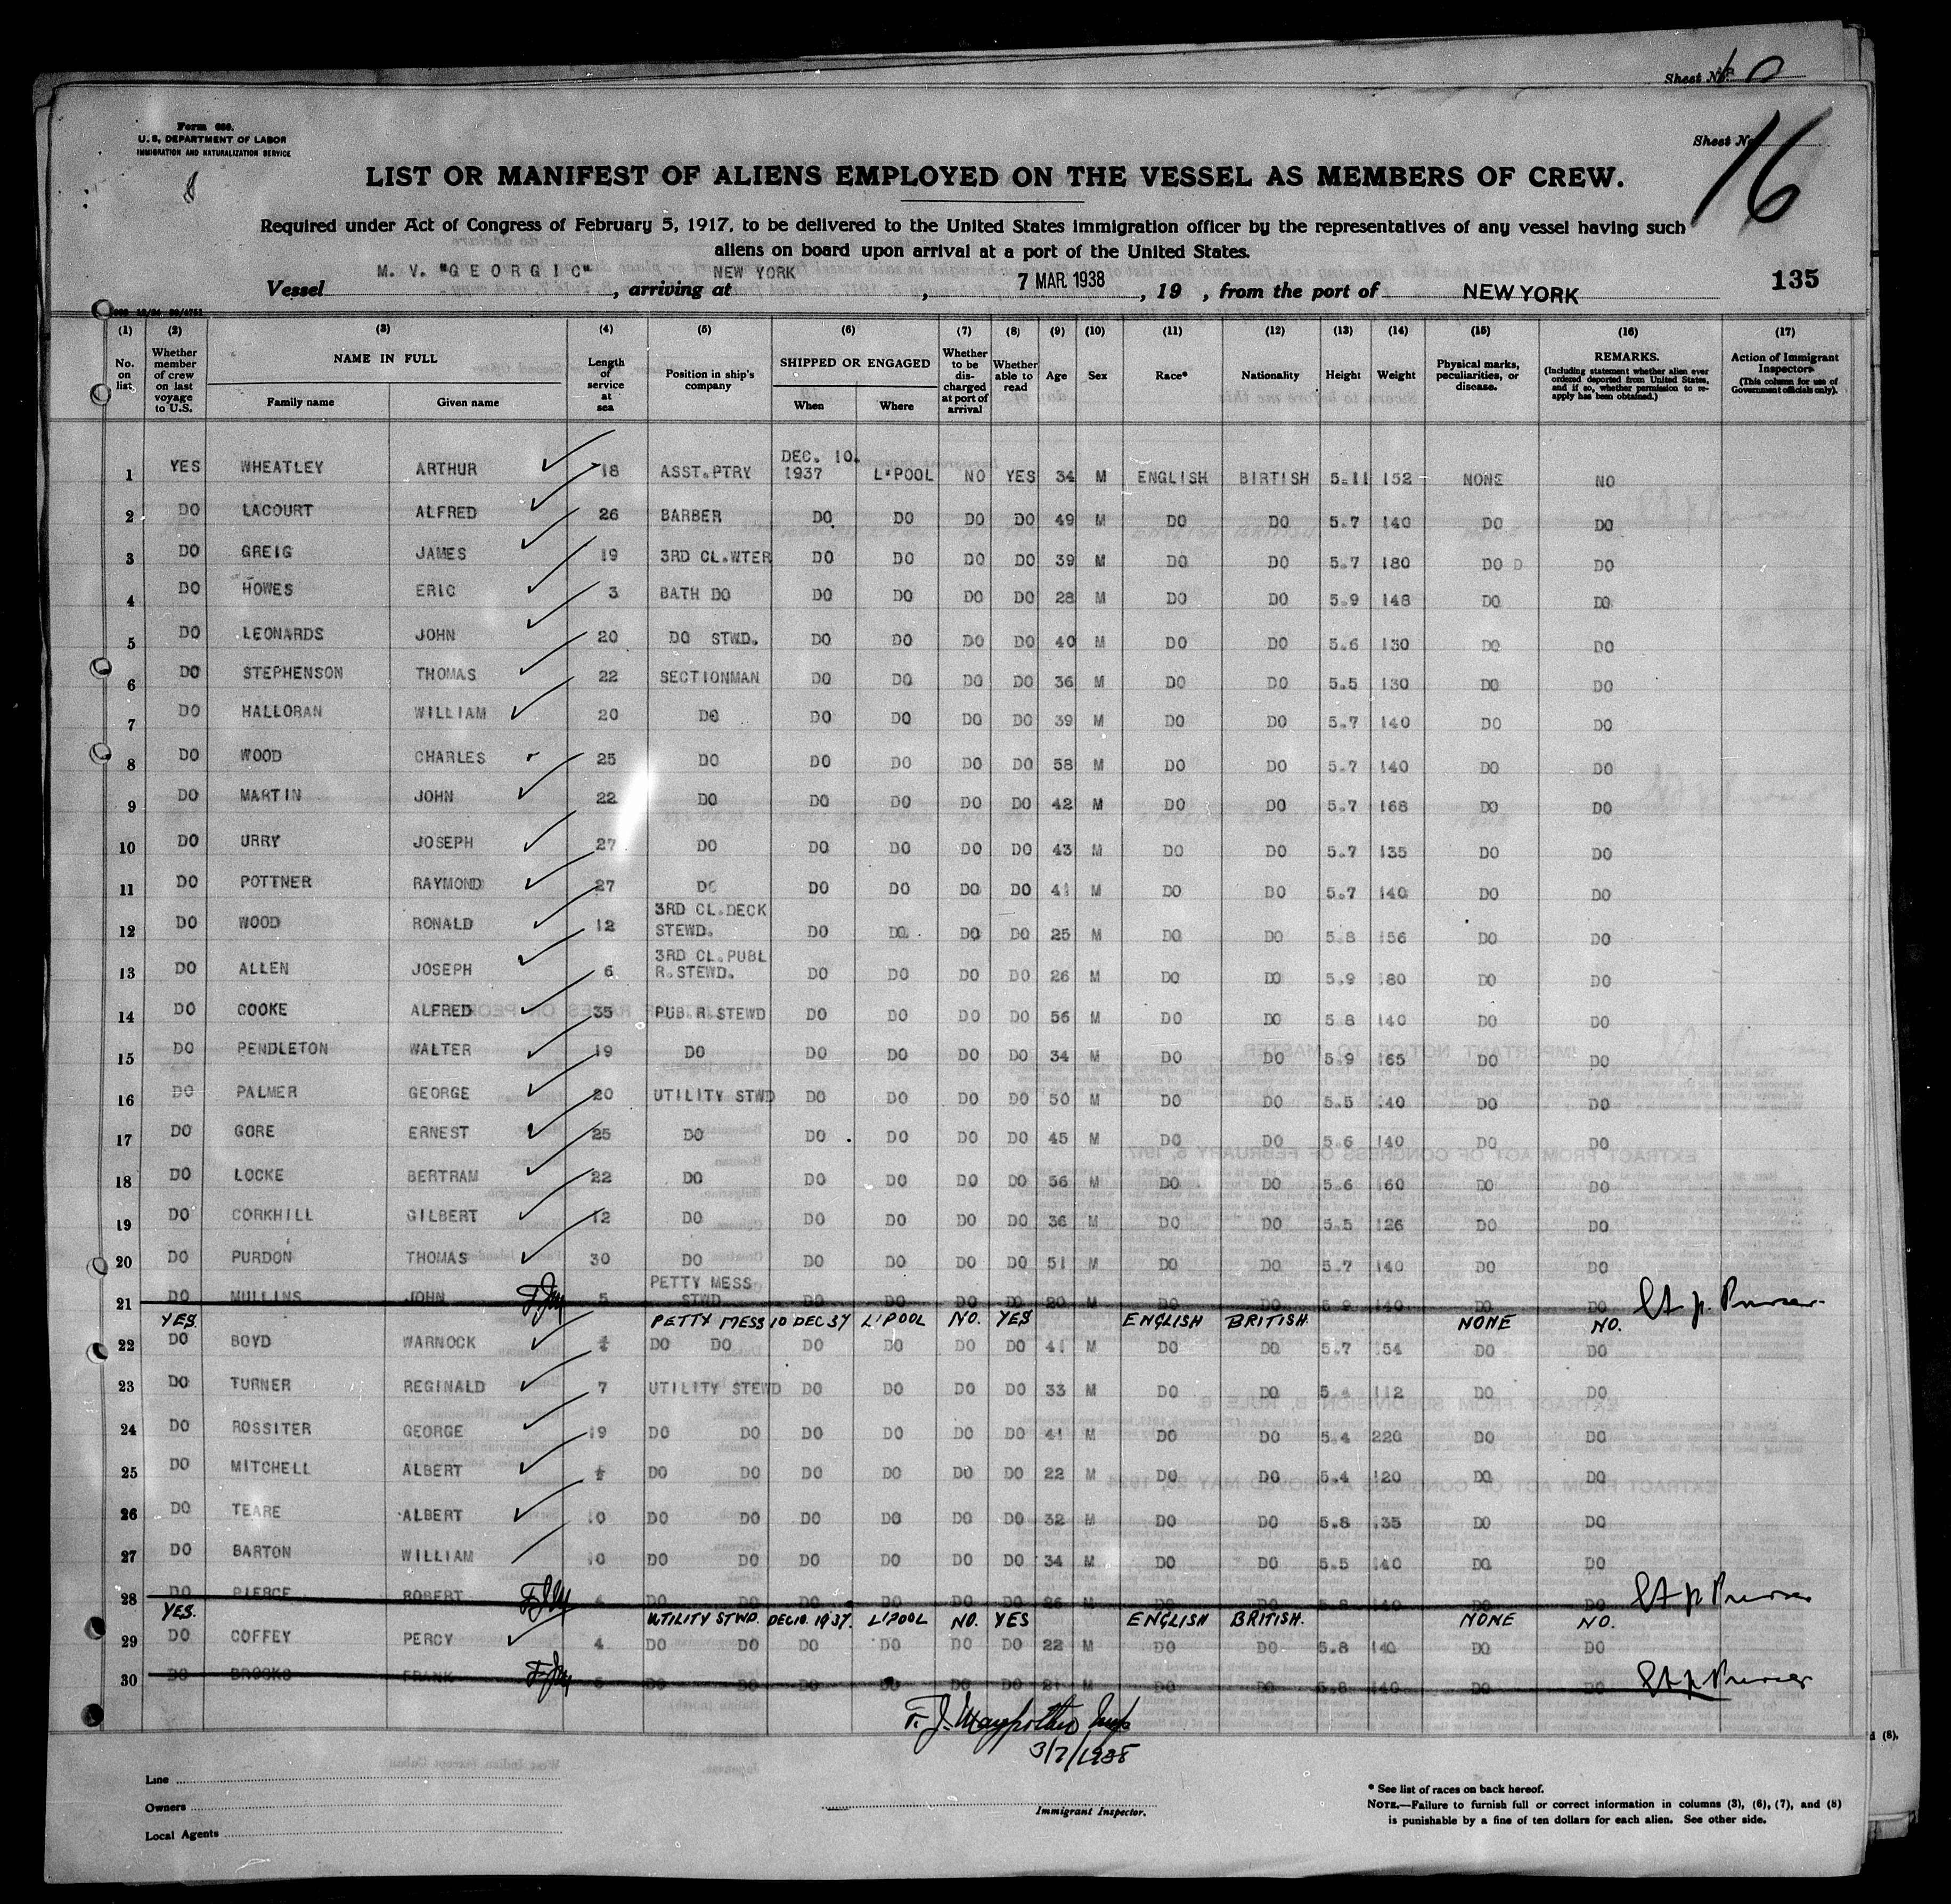 Sheet No.
Form 680.
U. S. DEPARTMENT OF LABOR
IMMIGRATION AND NATURALIZATION SERVICE
Sheet No. 16
8
LIST OR MANIFEST OF ALIENS EMPLOYED ON THE VESSEL AS MEMBERS OF CREW.
Required under Act of Congress of February 5, 1917, to be delivered to the United States immigration officer by the representatives of any vessel having such
aliens on board upon arrival at a port of the United States.
Vessel M. V. "G E O R G I C", arriving at NEW YORK, 7 MAR 1938, 19 , from the port of NEW YORK 135
(1) (2) (3) (4) (5) (6) (7) (8) (9) (10) (11) (12) (13) (14) (15) (16) (17)
No. on list Whether member of crew on last voyage to U.S. NAME IN FULL Family name Given name Length of service at sea Position in ship's company SHIPPED OR ENGAGED When Where Whether to be discharged at port of arrival Whether able to read Age Sex Race* Nationality Height Weight Physical marks, peculiarities, or disease. REMARKS. (Including statement whether alien ever ordered deported from United States, and if so, whether permission to reapply has been obtained.) Action of Immigrant Inspectors (This column for use of Government officials only).
1 YES WHEATLEY ARTHUR 18 ASST.PTRY DEC. 10. 1937 L'POOL NO YES 34 M ENGLISH BIRTISH 5.11 152 NONE NO
2 DO LACOURT ALFRED 26 BARBER DO DO DO DO 49 M DO DO 5.7 140 DO DO
3 DO GREIG JAMES 19 3RD CL.WTER DO DO DO DO 39 M DO DO 5.7 180 DO D DO
4 DO HOWES ERIC 3 BATH DO DO DO DO DO 28 M DO DO 5.9 148 DO DO
5 DO LEONARDS JOHN 20 DO STWD. DO DO DO DO 40 M DO DO 5.6 130 DO DO
6 DO STEPHENSON THOMAS 22 SECTIONMAN DO DO DO DO 36 M DO DO 5.5 130 DO DO
7 DO HALLORAN WILLIAM 20 DO DO DO DO DO 39 M DO DO 5.7 140 DO DO
8 DO WOOD CHARLES 25 DO DO DO DO DO 58 M DO DO 5.7 140 DO DO
9 DO MARTIN JOHN 22 DO DO DO DO DO 42 M DO DO 5.7 168 DO DO
10 DO URRY JOSEPH 27 DO DO DO DO DO 43 M DO DO 5.7 135 DO DO
11 DO POTTNER RAYMOND 27 DO DO DO DO DO 41 M DO DO 5.7 140 DO DO
12 DO WOOD RONALD 12 3RD CL.DECK STEWD. DO DO DO DO 25 M DO DO 5.8 156 DO DO
13 DO ALLEN JOSEPH 6 3RD CL.PUBL R.STEWD. DO DO DO DO 26 M DO DO 5.9 180 DO DO
14 DO COOKE ALFRED 35 PUB.R.STEWD DO DO DO DO 56 M DO DO 5.8 140 DO DO
15 DO PENDLETON WALTER 19 DO DO DO DO DO 34 M DO DO 5.9 165 DO DO
16 DO PALMER GEORGE 20 UTILITY STWD DO DO DO DO 50 M DO DO 5.5 140 DO DO
17 DO GORE ERNEST 25 DO DO DO DO DO 45 M DO DO 5.6 140 DO DO
18 DO LOCKE BERTRAM 22 DO DO DO DO DO 56 M DO DO 5.6 160 DO DO
19 DO CORKHILL GILBERT 12 DO DO DO DO DO 36 M DO DO 5.5 126 DO DO
20 DO PURDON THOMAS 30 DO DO DO DO DO 51 M DO DO 5.7 140 DO DO
21 DO MULLINS JOHN 5 PETTY MESS STWD DO DO DO DO 20 M DO DO 5.9 140 DO DO
YES. PETTY MESS 10 DEC 37 L'POOL NO. YES ENGLISH BRITISH. NONE NO.
22 DO BOYD WARNOCK DO DO DO DO DO DO 41 M DO DO 5.7 154 DO DO
23 DO TURNER REGINALD 7 UTILITY STEWD DO DO DO DO 33 M DO DO 5.4 112 DO DO
24 DO ROSSITER GEORGE 19 DO DO DO DO DO DO 41 M DO DO 5.4 220 DO DO
25 DO MITCHELL ALBERT DO DO DO DO DO DO 22 M DO DO 5.4 120 DO DO
26 DO TEARE ALBERT 10 DO DO DO DO DO DO 32 M DO DO 5.8 135 DO DO
27 DO BARTON WILLIAM 10 DO DO DO DO DO DO 34 M DO DO 5.5 140 DO DO
28 DO PIERCE ROBERT DO DO DO DO DO DO 26 M DO DO 5.8 140 DO DO
YES. UTILITY STWD. DEC 10. 1937. L'POOL NO. YES ENGLISH BRITISH. NONE NO.
29 DO COFFEY PERCY 4 DO DO DO DO DO DO 22 M DO DO 5.8 140 DO DO
30 DO BROOKS FRANK 5 DO DO DO DO DO DO 21 M DO DO 5.8 140 DO DO
3/7/1938
Line
Owners
Local Agents
Immigrant Inspector.
* See list of races on back hereof.
NOTE.—Failure to furnish full or correct information in columns (3), (6), (7), and (8)
is punishable by a fine of ten dollars for each alien. See other side.